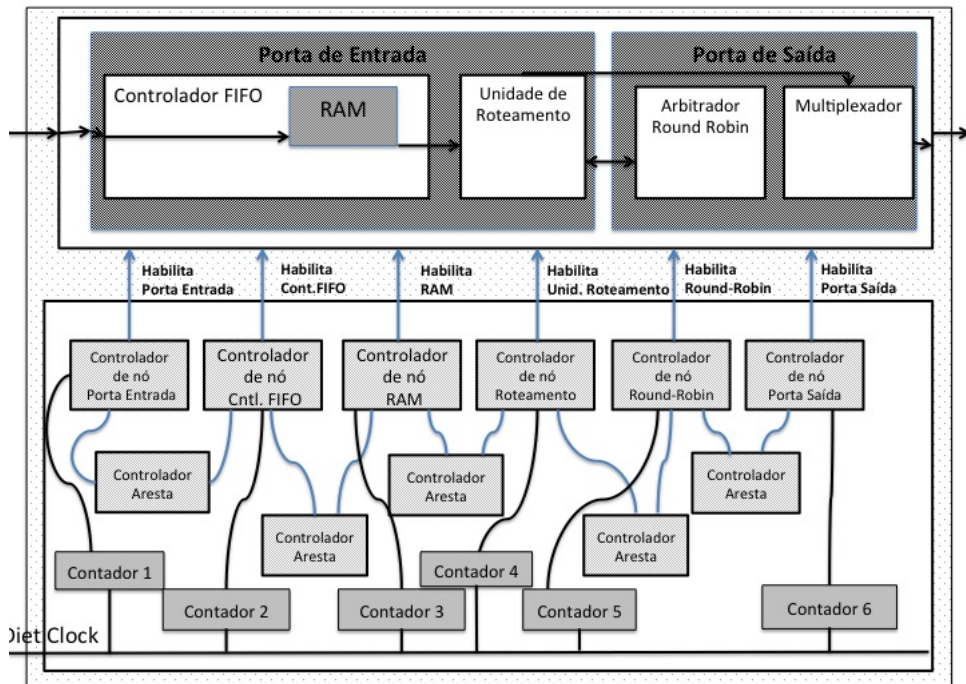 Porta de Entrada
Porta de Saída
Controlador FIFO
RAM
Unidade de
Roteamento
Arbitrador
Round Robin
Multiplexador
Habilita
Porta Entrada
Habilita
Cont.FIFO
Habilita
RAM
Habilita
Unid. Roteamento
Habilita
Round-Robin
Habilita
Porta Saída
Controlador
de nó
Porta Entrada
Controlador
de nó
Cntl. FIFO
Controlador
de nó
RAM
Controlador
de nó
Roteamento
Controlador
de nó
Round-Robin
Controlador
de nó
Porta Saída
Controlador
Aresta
Controlador
Aresta
Controlador
Aresta
Controlador
Aresta
Controlador
Aresta
Contador 1
Contador 2
Contador 3
Contador 4
Contador 5
Contador 6
Diet Clock